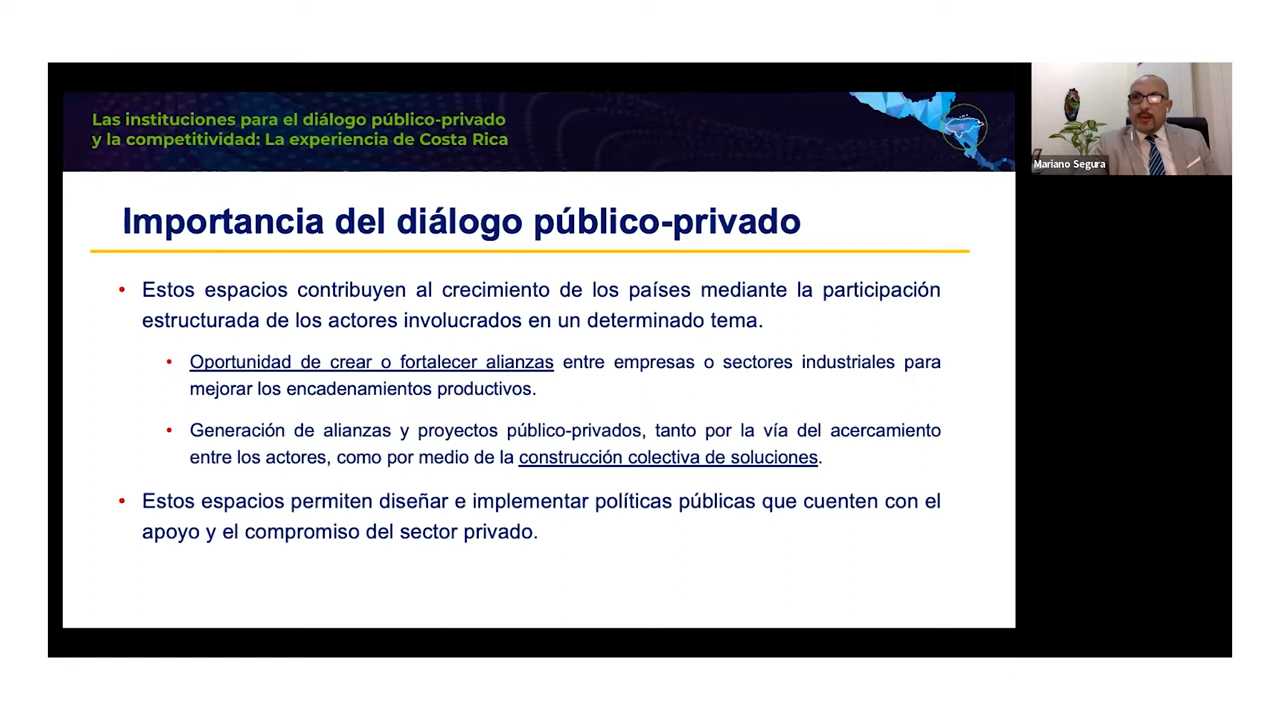 Las instituciones para el diálogo público-privado
y la competitividad: La experiencia de Costa Rica
Mariano Segura
Importancia del diálogo público-privado
• Estos espacios contribuyen al crecimiento de los países mediante la participación
estructurada de los actores involucrados en un determinado tema.
• Oportunidad de crear o fortalecer alianzas entre empresas o sectores industriales para
mejorar los encadenamientos productivos.
• Generación de alianzas y proyectos público-privados, tanto por la vía del acercamiento
entre los actores, como por medio de la construcción colectiva de soluciones.
• Estos espacios permiten diseñar e implementar políticas públicas que cuenten con el
apoyo y el compromiso del sector privado.